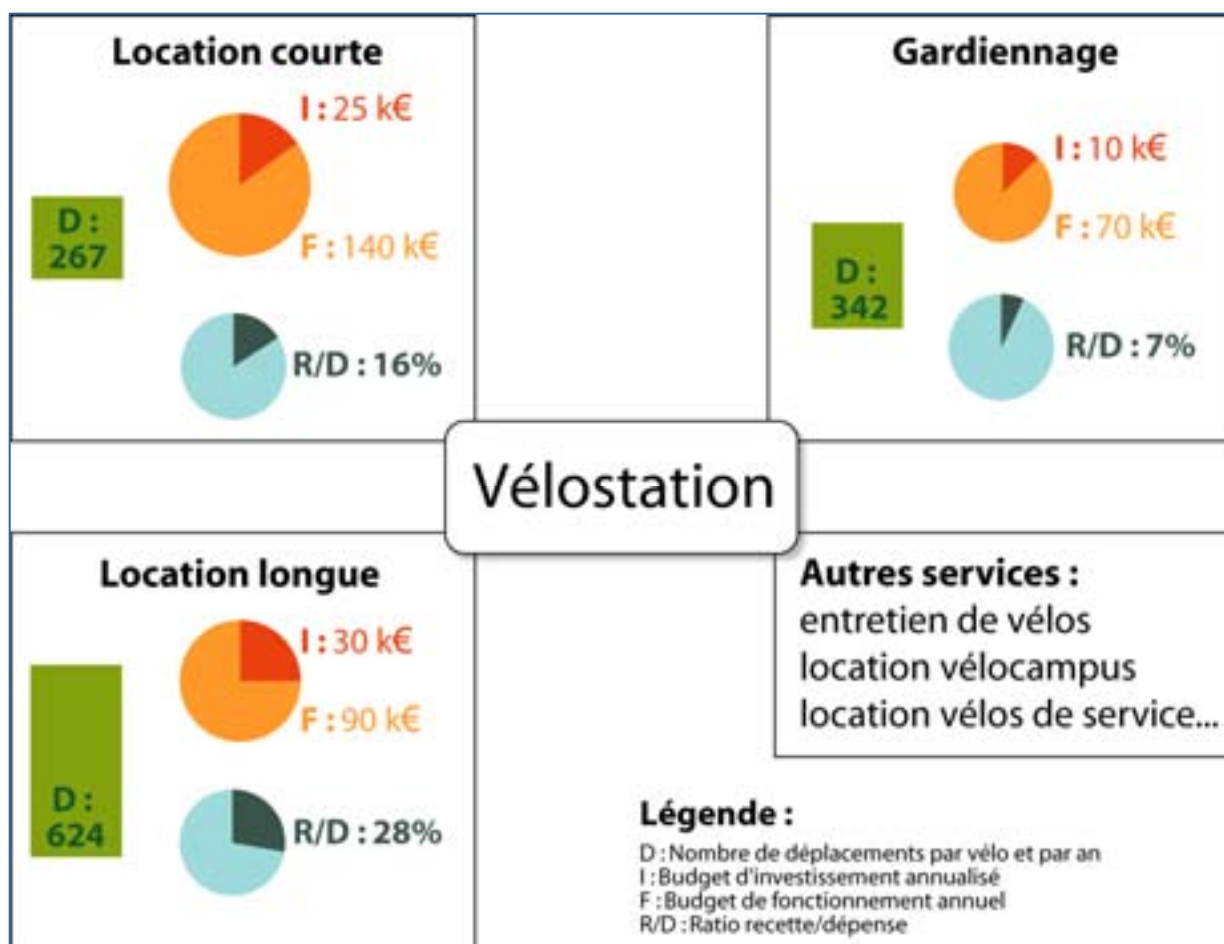 Location courte
I : 25 k€
D :
267
F : 140 k€
R/D : 16%
Gardiennage
I : 10 k€
F : 70 k€
D :
342
R/D : 7%
Vélostation
Location longue
I : 30 k€
F : 90 k€
D :
624
R/D : 28%
Autres services :
entretien de vélos
location vélocampus
location vélos de service...
Légende :
D : Nombre de déplacements par vélo et par an
I : Budget d'investissement annualisé
F : Budget de fonctionnement annuel
R/D : Ratio recette/dépense